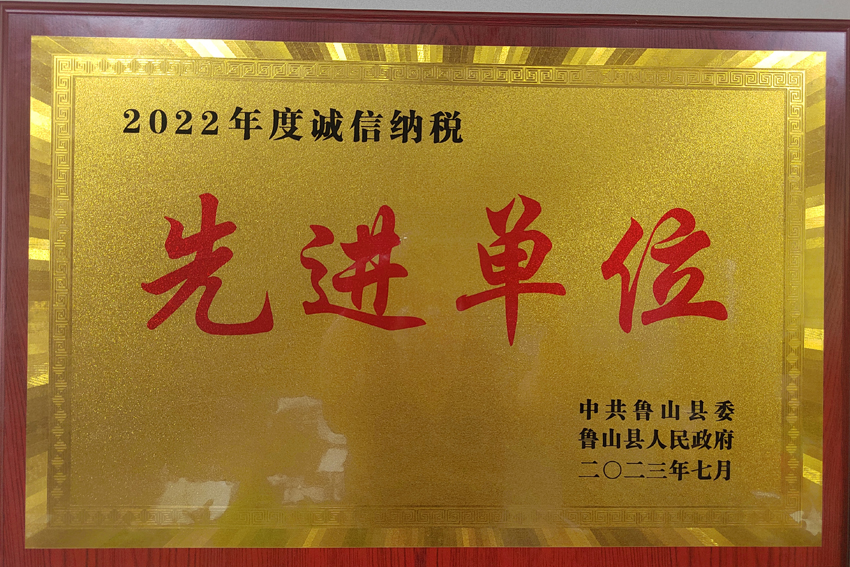 2022年度诚信纳税
先进单位
中共鲁山县委
鲁山县人民政府
二〇二三年七月